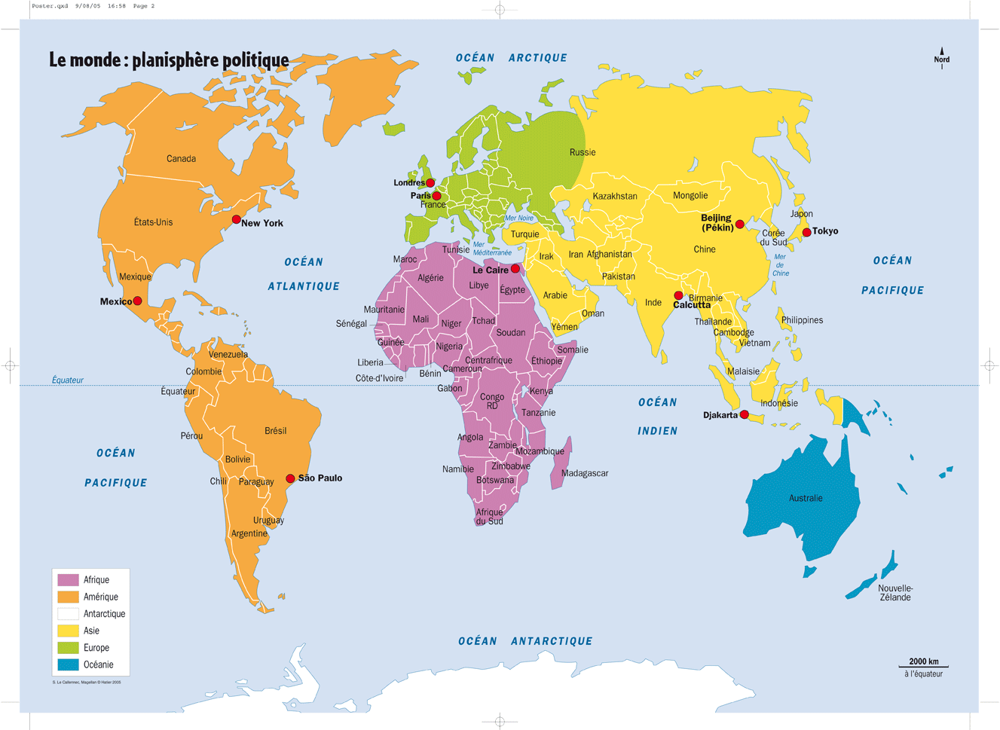 Poster.qxd 9/08/05 16:58 Page 2
Le monde : planisphère politique
OCÉAN ARCTIQUE
Nord
Canada
Russie
Londres
Paris
France
Kazakhstan
Mongolie
États-Unis
New York
Mer Noire
Beijing
(Pékin)
Japon
Tokyo
Corée
du Sud
Turquie
Mer
Méditerranée
Tunisie
Maroc
Chine
Irak
Iran
Afghanistan
Mer
de
Chine
OCÉAN
ATLANTIQUE
OCÉAN
PACIFIQUE
Le Caire
Mexique
Algérie
Libye
Égypte
Pakistan
Mexico
Arabie
Inde
Calcutta
Birmanie
Oman
Mauritanie
Mali
Niger
Tchad
Soudan
Yémen
Thaïlande
Philippines
Sénégal
Cambodge
Vietnam
Guinée
Nigeria
Somalie
Venezuela
Centrafrique
Éthiopie
Liberia
Colombie
Cameroun
Bénin
Côte-d'Ivoire
Malaisie
Équateur
Équateur
Gabon
Kenya
Congo
RD
OCÉAN
INDIEN
Indonésie
Djakarta
Tanzanie
Pérou
Brésil
Angola
Zambie
Mozambique
OCÉAN
PACIFIQUE
Bolivie
Namibie
Zimbabwe
Madagascar
Chili
Paraguay
São Paulo
Botswana
Australie
Afrique
du Sud
Uruguay
Argentine
Nouvelle-
Zélande
Afrique
Amérique
Antarctique
Asie
Europe
Océanie
S. Le Callennec, Magellan © Hatier 2005
OCÉAN ANTARCTIQUE
2000 km
à l'équateur